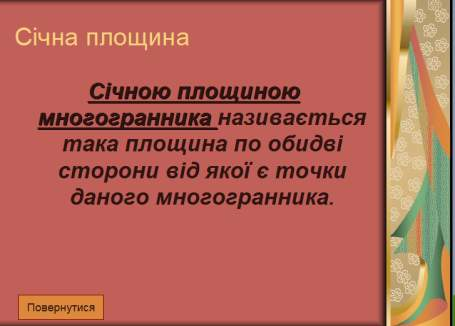 Січна площина
Січною площиною
многогранника називається
така площина по обидві
сторони від якої є точки
даного многогранника.
Повернутися